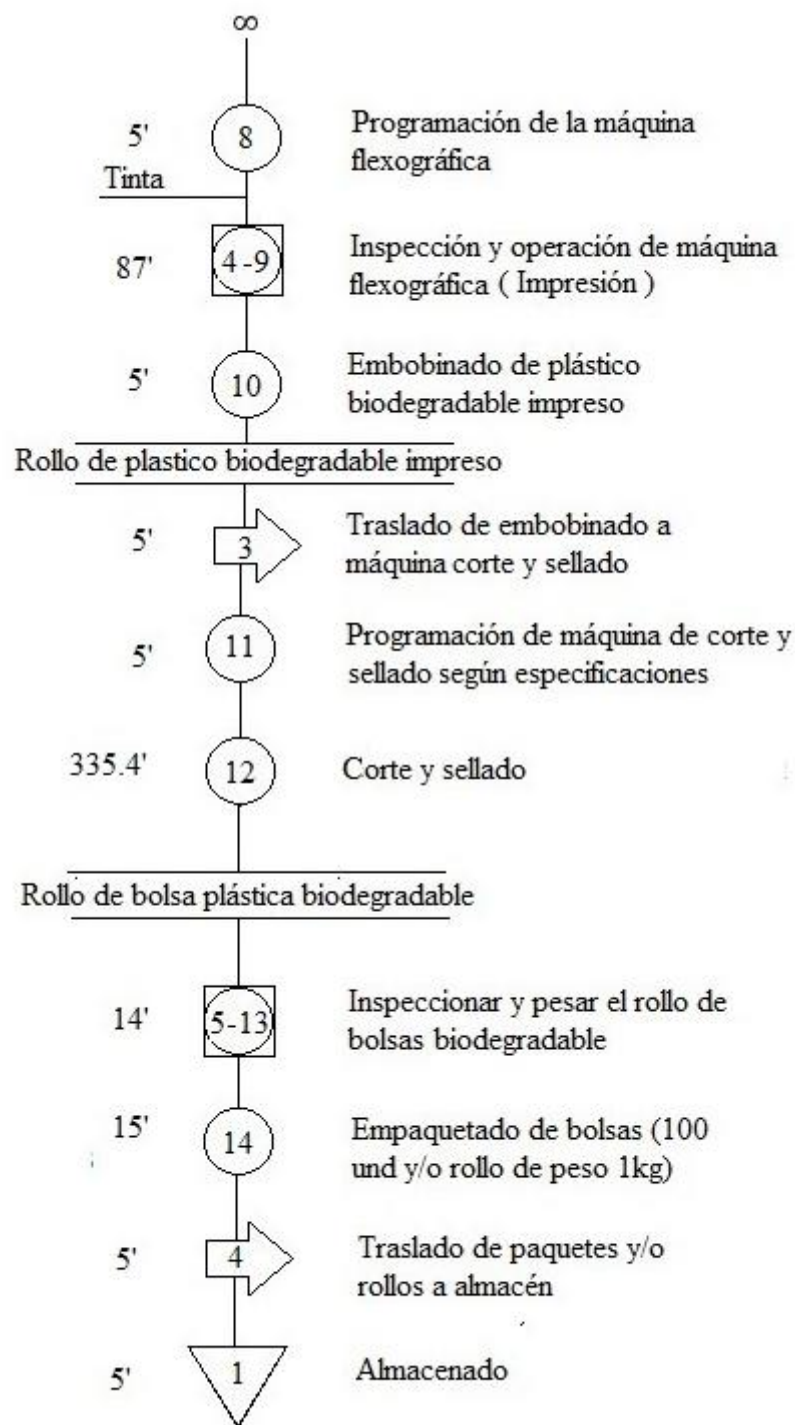 ∞
5'
8
Programación de la máquina
flexográfica
Tinta
87'
4 -9
Inspección y operación de máquina
flexográfica ( Impresión )
5'
10
Embobinado de plástico
biodegradable impreso
Rollo de plastico biodegradable impreso
5'
3
Traslado de embobinado a
máquina corte y sellado
5'
11
Programación de máquina de corte y
sellado según especificaciones
335.4'
12
Corte y sellado
Rollo de bolsa plástica biodegradable
14'
5-13
Inspeccionar y pesar el rollo de
bolsas biodegradable
15'
14
Empaquetado de bolsas (100
und y/o rollo de peso 1kg)
5'
4
Traslado de paquetes y/o
rollos a almacén
5'
1
Almacenado